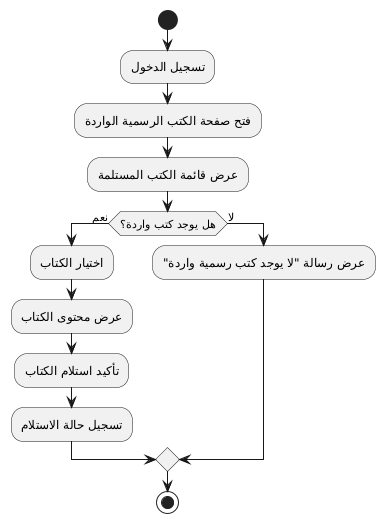 تسجيل الدخول
فتح صفحة الكتب الرسمية الواردة
عرض قائمة الكتب المستلمة
هل يوجد كتب واردة؟
نعم
لا
اختيار الكتاب
عرض رسالة "لا يوجد كتب رسمية واردة"
عرض محتوى الكتاب
تأكيد استلام الكتاب
تسجيل حالة الاستلام